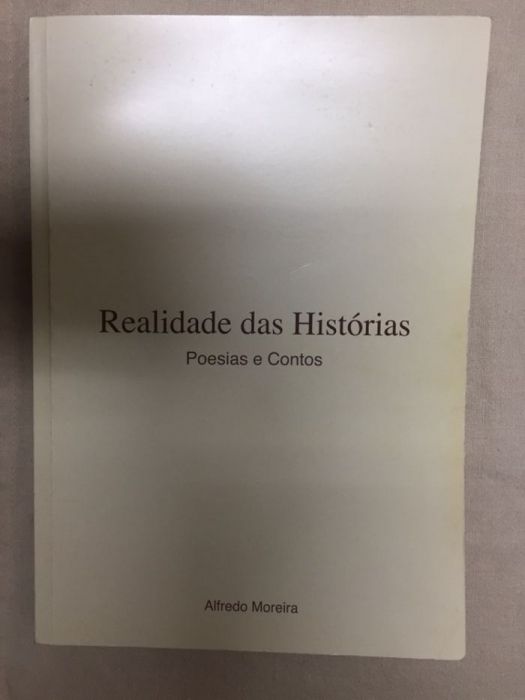 Realidade das Histórias
Poesias e Contos
Alfredo Moreira